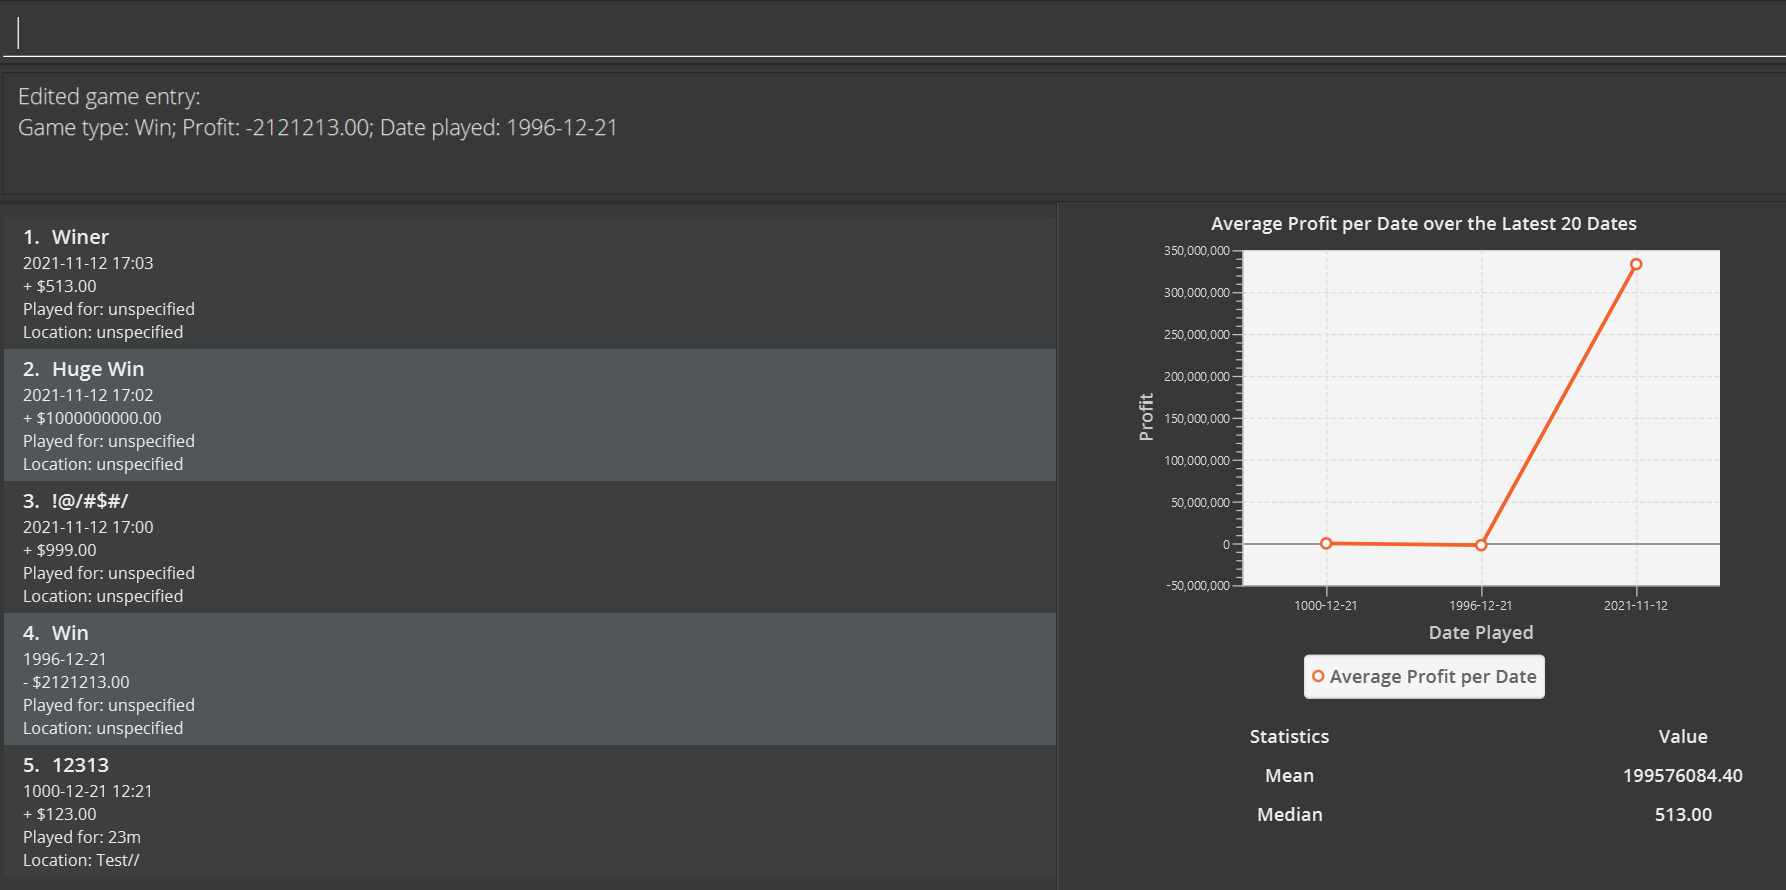 Edited game entry:
Game type: Win; Profit: -2121213.00; Date played: 1996-12-21
1. Winer
2021-11-12 17:03
+ $513.00
Played for: unspecified
Location: unspecified
2. Huge Win
2021-11-12 17:02
+ $1000000000.00
Played for: unspecified
Location: unspecified
3. !@/#$#/
2021-11-12 17:00
+ $999.00
Played for: unspecified
Location: unspecified
4. Win
1996-12-21
- $2121213.00
Played for: unspecified
Location: unspecified
5. 12313
1000-12-21 12:21
+ $123.00
Played for: 23m
Location: Test//
Average Profit per Date over the Latest 20 Dates
Profit
350,000,000
300,000,000
250,000,000
200,000,000
150,000,000
100,000,000
50,000,000
0
-50,000,000
1000-12-21 1996-12-21 2021-11-12
Date Played
Average Profit per Date
Statistics Value
Mean 199576084.40
Median 513.00